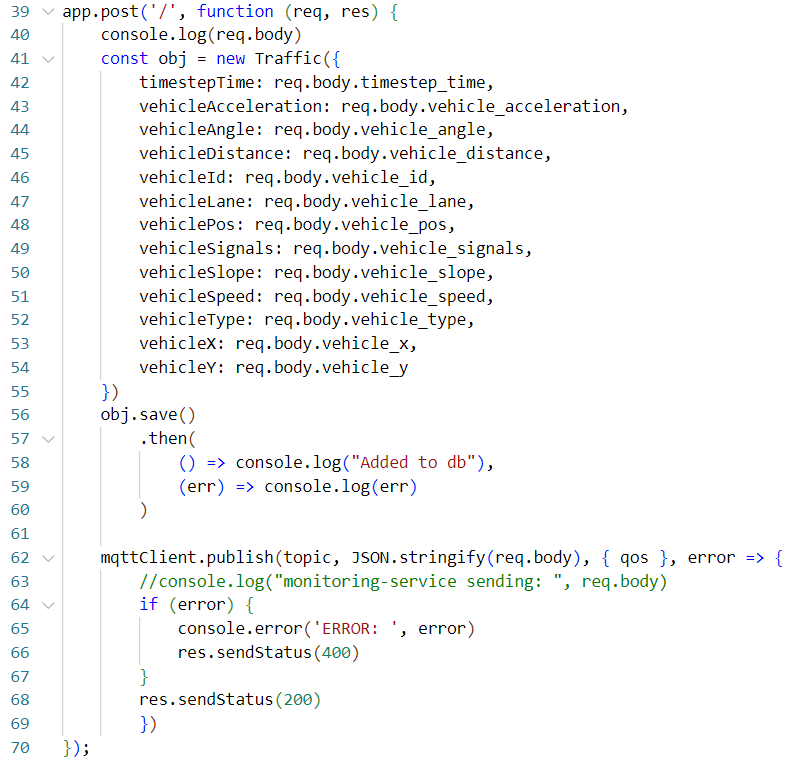 39 app.post('/', function (req, res) {
40     console.log(req.body)
41     const obj = new Traffic({
42         timestepTime: req.body.timestep_time,
43         vehicleAcceleration: req.body.vehicle_acceleration,
44         vehicleAngle: req.body.vehicle_angle,
45         vehicleDistance: req.body.vehicle_distance,
46         vehicleId: req.body.vehicle_id,
47         vehicleLane: req.body.vehicle_lane,
48         vehiclePos: req.body.vehicle_pos,
49         vehicleSignals: req.body.vehicle_signals,
50         vehicleSlope: req.body.vehicle_slope,
51         vehicleSpeed: req.body.vehicle_speed,
52         vehicleType: req.body.vehicle_type,
53         vehicleX: req.body.vehicle_x,
54         vehicleY: req.body.vehicle_y
55     })
56     obj.save()
57         .then(
58             () => console.log("Added to db"),
59             (err) => console.log(err)
60         )
61
62     mqttClient.publish(topic, JSON.stringify(req.body), { qos }, error => {
63         //console.log("monitoring-service sending: ", req.body)
64         if (error) {
65             console.error('ERROR: ', error)
66             res.sendStatus(400)
67         }
68         res.sendStatus(200)
69         })
70 });